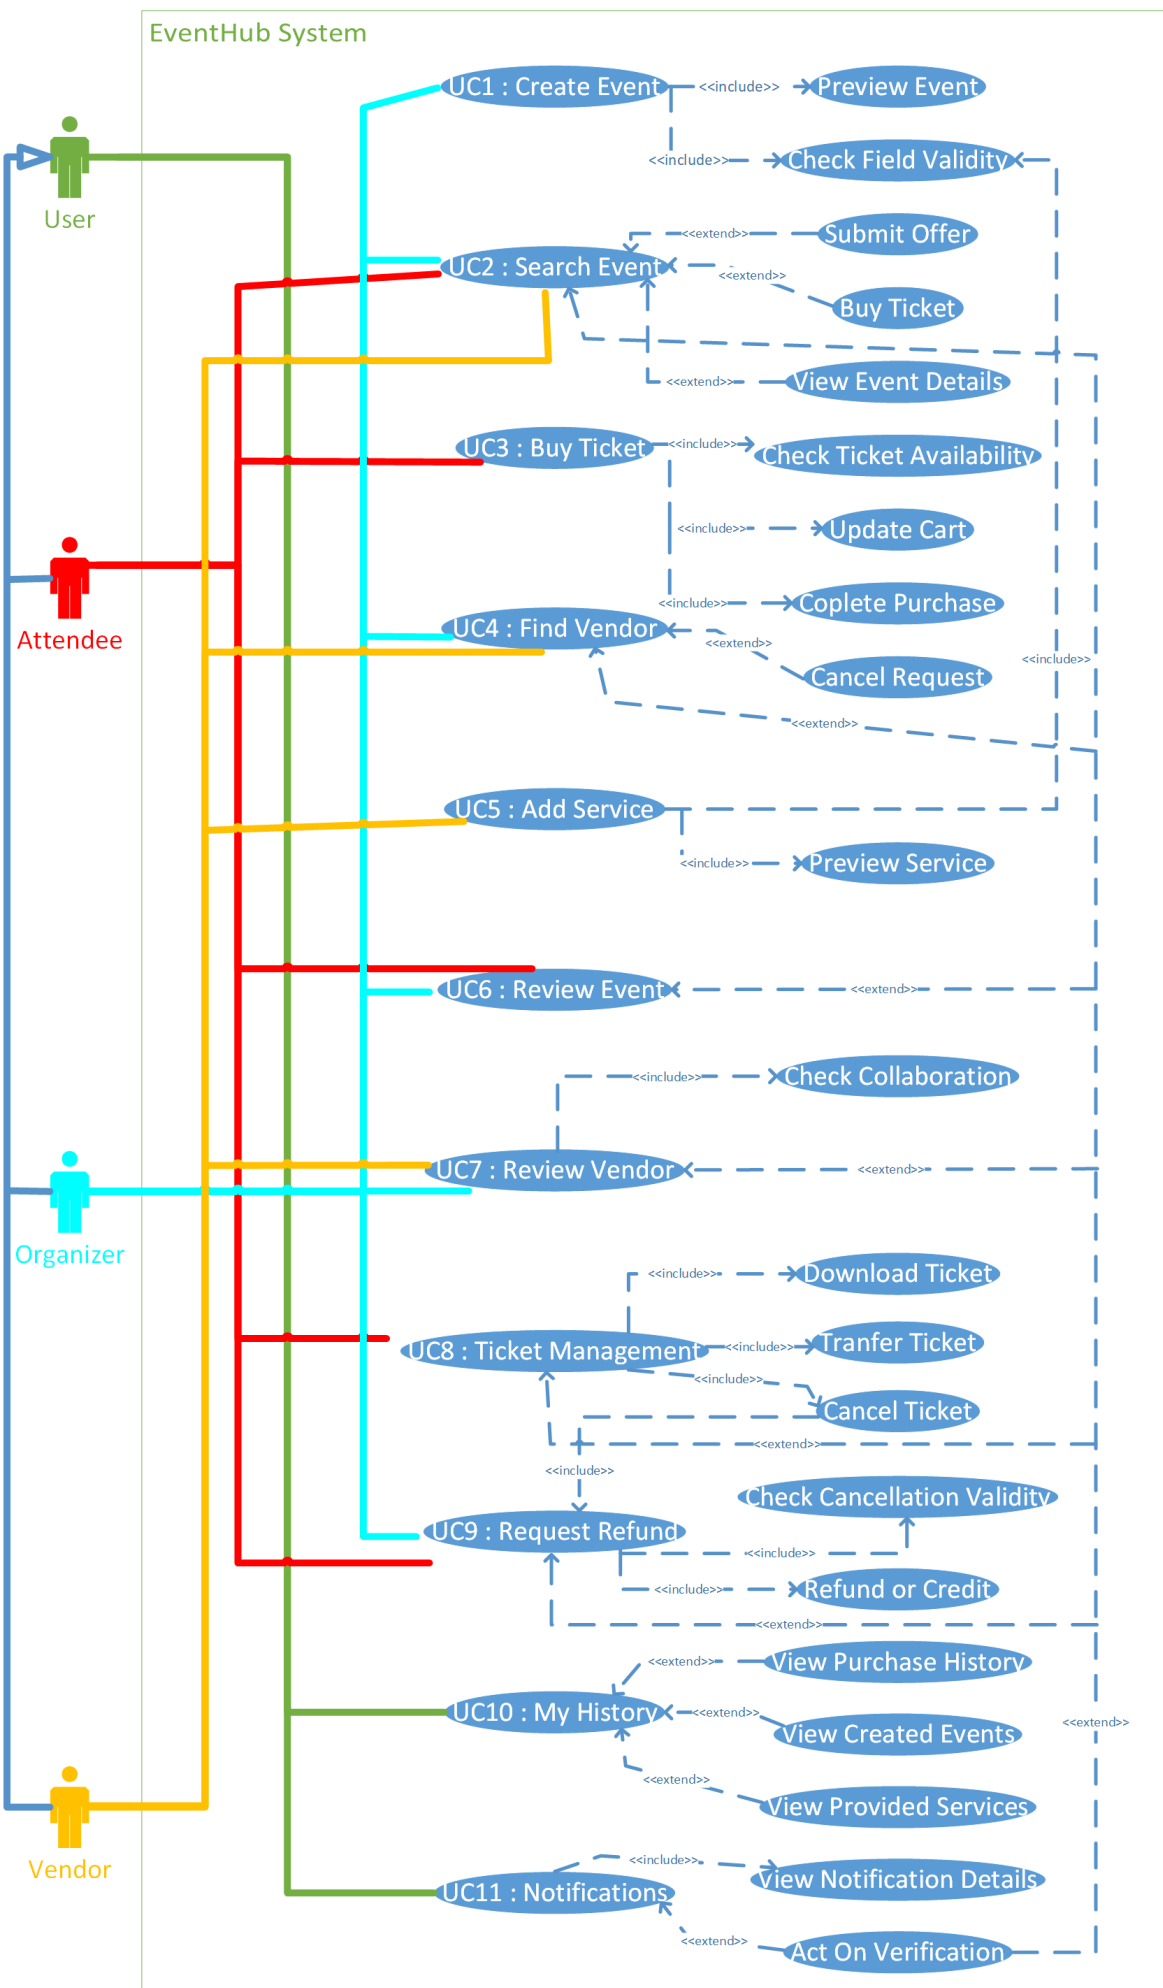 EventHub System
UC1 : Create Event
<<include>>
Preview Event
<<include>>
Check Field Validity
User
<<extend>>
Submit Offer
UC2 : Search Event
<<extend>>
Buy Ticket
<<extend>>
View Event Details
UC3 : Buy Ticket
<<include>>
Check Ticket Availability
<<include>>
Update Cart
<<include>>
Coplete Purchase
Attendee
UC4 : Find Vendor
<<extend>>
<<include>>
Cancel Request
<<extend>>
UC5 : Add Service
<<include>>
Preview Service
UC6 : Review Event
<<extend>>
<<include>>
Check Collaboration
UC7 : Review Vendor
<<extend>>
Organizer
<<include>>
Download Ticket
UC8 : Ticket Management
<<include>>
Tranfer Ticket
<<include>>
Cancel Ticket
<<extend>>
<<include>>
Check Cancellation Validity
UC9 : Request Refund
<<include>>
<<include>>
Refund or Credit
<<extend>>
<<extend>>
View Purchase History
UC10 : My History
<<extend>>
View Created Events
<<extend>>
<<extend>>
View Provided Services
Vendor
<<include>>
View Notification Details
UC11 : Notifications
<<extend>>
Act On Verification